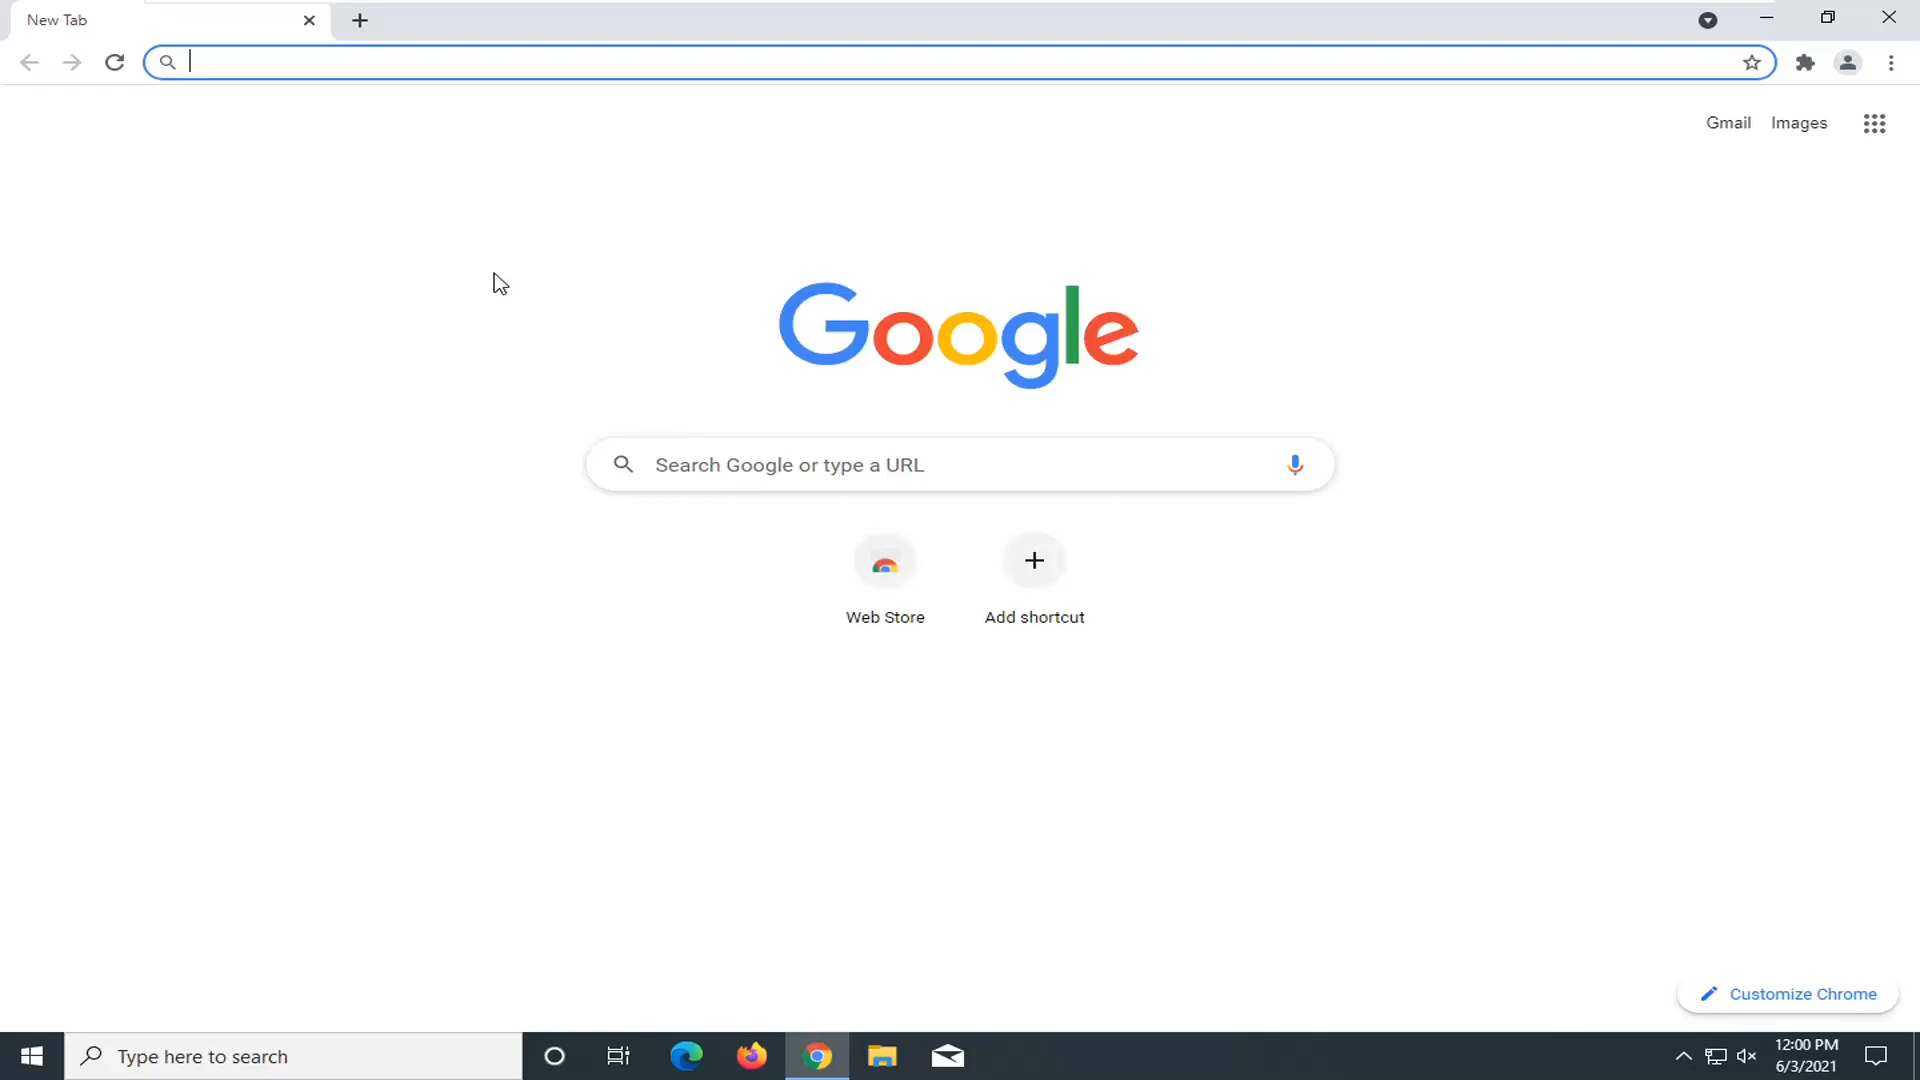 New Tab
Gmail Images
Google
Search Google or type a URL
Web Store
Add shortcut
Customize Chrome
Type here to search
12:00 PM
6/3/2021